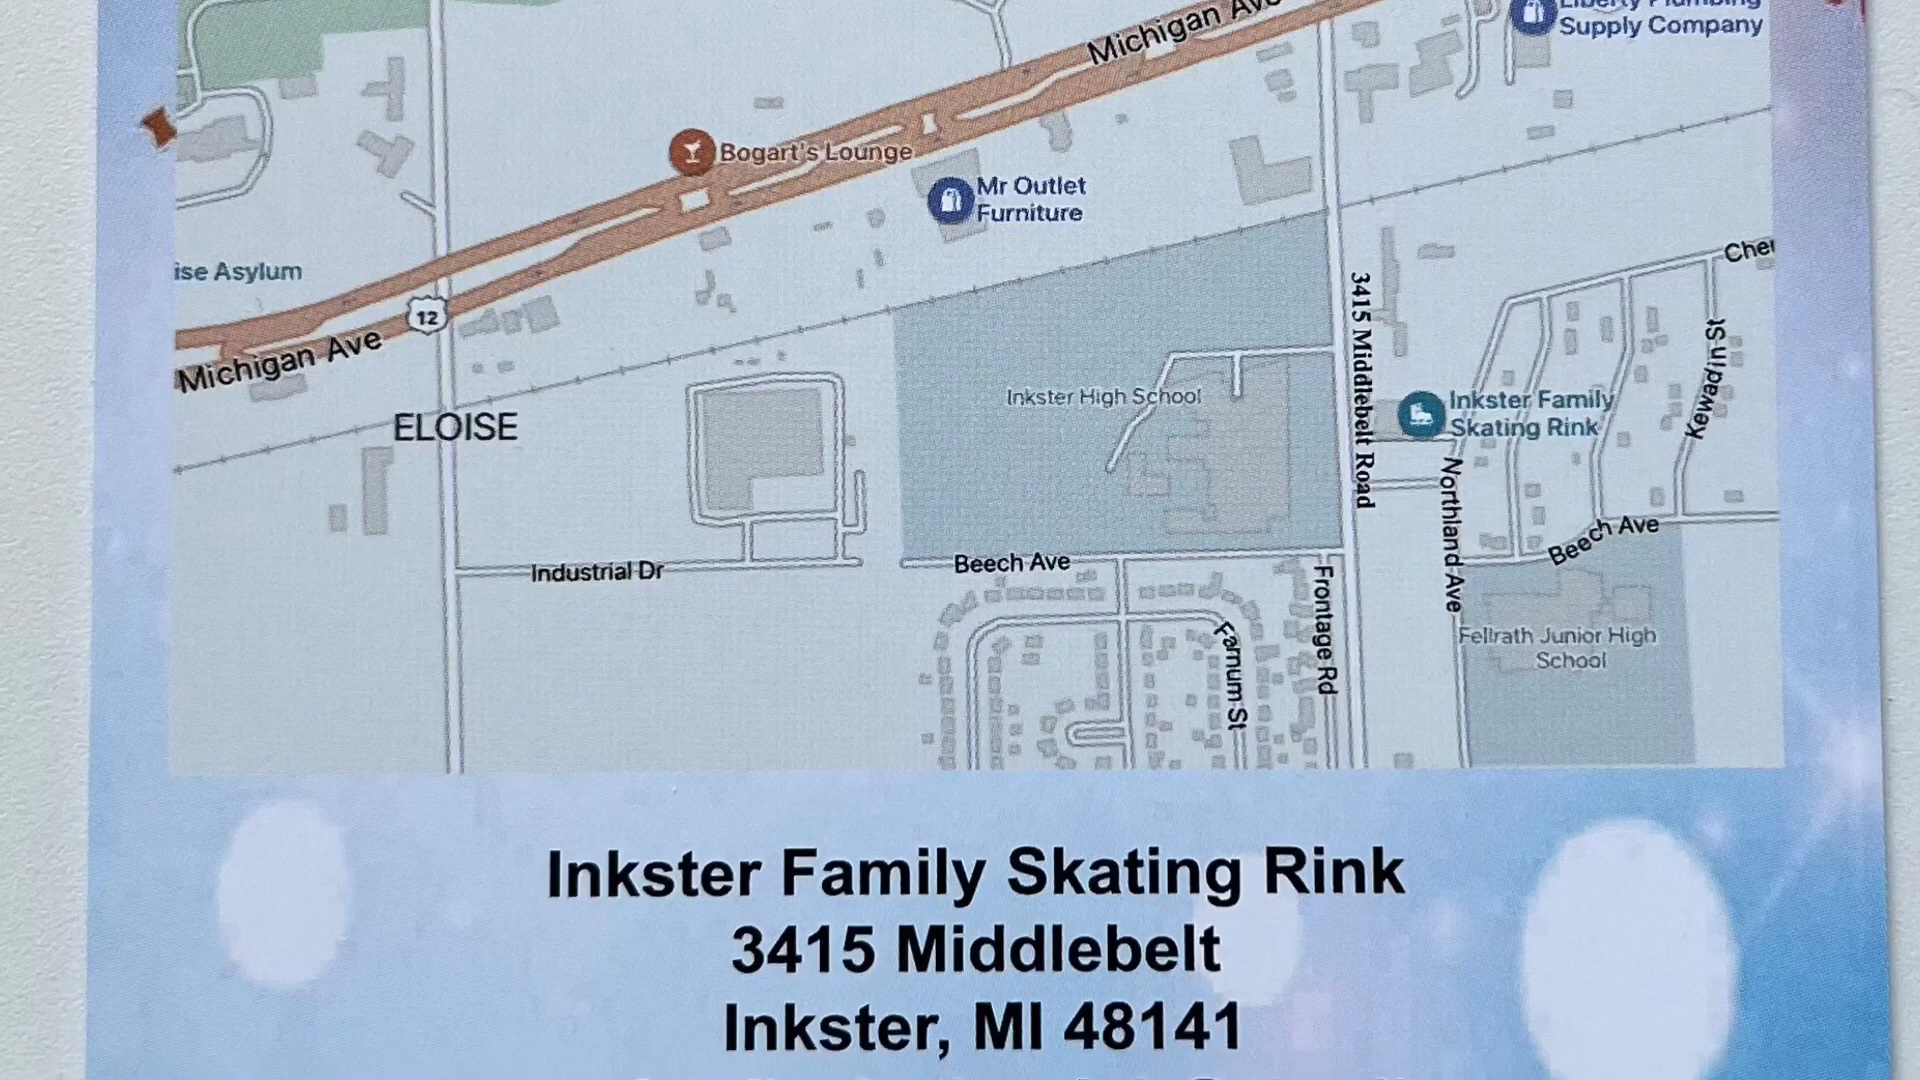 Michigan Ave
Supply Company
Bogart's Lounge
Mr Outlet
Furniture
ise Asylum
Cher
12
Michigan Ave
3415 Middlebelt Road
Kewadin St
Inkster High School
Inkster Family
Skating Rink
ELOISE
Northland Ave
Beech Ave
Industrial Dr
Beech Ave
Frontage Rd
Farnum St
Fellrath Junior High
School
Inkster Family Skating Rink
3415 Middlebelt
Inkster, MI 48141